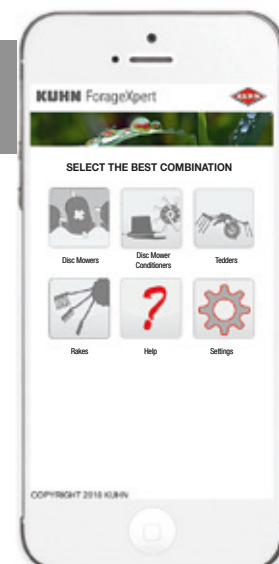 KUHN ForageXpert
SELECT THE BEST COMBINATION
Disc Mowers
Disc Mower
Conditioners
Tedders
Rakes
Help
Settings
COPYRIGHT 2016 KUHN